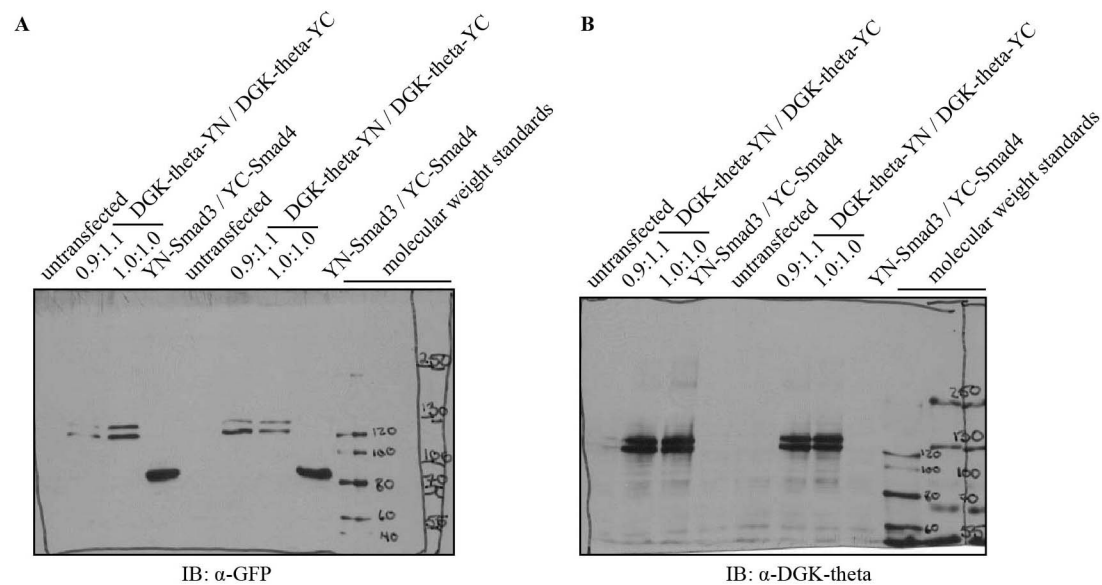 A
untransfected
0.9:1.1
1.0:1.0
DGK-theta-YN / DGK-theta-YC
YN-Smad3 / YC-Smad4
untransfected
0.9:1.1
1.0:1.0
DGK-theta-YN / DGK-theta-YC
YN-Smad3 / YC-Smad4
molecular weight standards
250
130
100
70
55
120
100
80
60
40
IB: α-GFP
B
untransfected
0.9:1.1
1.0:1.0
DGK-theta-YN / DGK-theta-YC
YN-Smad3 / YC-Smad4
untransfected
0.9:1.1
1.0:1.0
DGK-theta-YN / DGK-theta-YC
YN-Smad3 / YC-Smad4
molecular weight standards
250
130
100
70
55
120
100
80
60
IB: α-DGK-theta